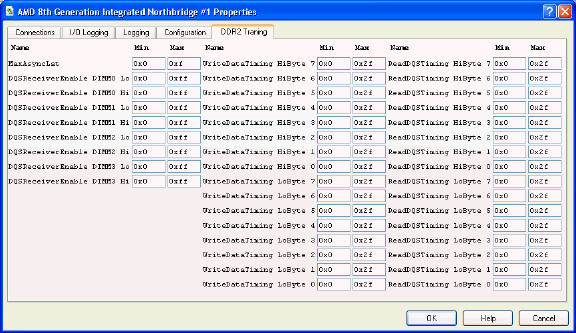 AMD 8th Generation Integrated Northbridge #1 Properties
Connections I/O Logging Logging Configuration DDR2 Training
Name Min Max Name Min Max Name Min Max
MaxAsyncLat 0x0 0xf WriteDataTiming HiByte 7 0x0 0x2f ReadDQSTiming HiByte 7 0x0 0x2f
DQSReceiverEnable DIMM0 Lo 0x0 0xff WriteDataTiming HiByte 6 0x0 0x2f ReadDQSTiming HiByte 6 0x0 0x2f
DQSReceiverEnable DIMM0 Hi 0x0 0xff WriteDataTiming HiByte 5 0x0 0x2f ReadDQSTiming HiByte 5 0x0 0x2f
DQSReceiverEnable DIMM1 Lo 0x0 0xff WriteDataTiming HiByte 4 0x0 0x2f ReadDQSTiming HiByte 4 0x0 0x2f
DQSReceiverEnable DIMM1 Hi 0x0 0xff WriteDataTiming HiByte 3 0x0 0x2f ReadDQSTiming HiByte 3 0x0 0x2f
DQSReceiverEnable DIMM2 Lo 0x0 0xff WriteDataTiming HiByte 2 0x0 0x2f ReadDQSTiming HiByte 2 0x0 0x2f
DQSReceiverEnable DIMM2 Hi 0x0 0xff WriteDataTiming HiByte 1 0x0 0x2f ReadDQSTiming HiByte 1 0x0 0x2f
DQSReceiverEnable DIMM3 Lo 0x0 0xff WriteDataTiming HiByte 0 0x0 0x2f ReadDQSTiming HiByte 0 0x0 0x2f
DQSReceiverEnable DIMM3 Hi 0x0 0xff WriteDataTiming LoByte 7 0x0 0x2f ReadDQSTiming LoByte 7 0x0 0x2f
WriteDataTiming LoByte 6 0x0 0x2f ReadDQSTiming LoByte 6 0x0 0x2f
WriteDataTiming LoByte 5 0x0 0x2f ReadDQSTiming LoByte 5 0x0 0x2f
WriteDataTiming LoByte 4 0x0 0x2f ReadDQSTiming LoByte 4 0x0 0x2f
WriteDataTiming LoByte 3 0x0 0x2f ReadDQSTiming LoByte 3 0x0 0x2f
WriteDataTiming LoByte 2 0x0 0x2f ReadDQSTiming LoByte 2 0x0 0x2f
WriteDataTiming LoByte 1 0x0 0x2f ReadDQSTiming LoByte 1 0x0 0x2f
WriteDataTiming LoByte 0 0x0 0x2f ReadDQSTiming LoByte 0 0x0 0x2f
OK Help Cancel